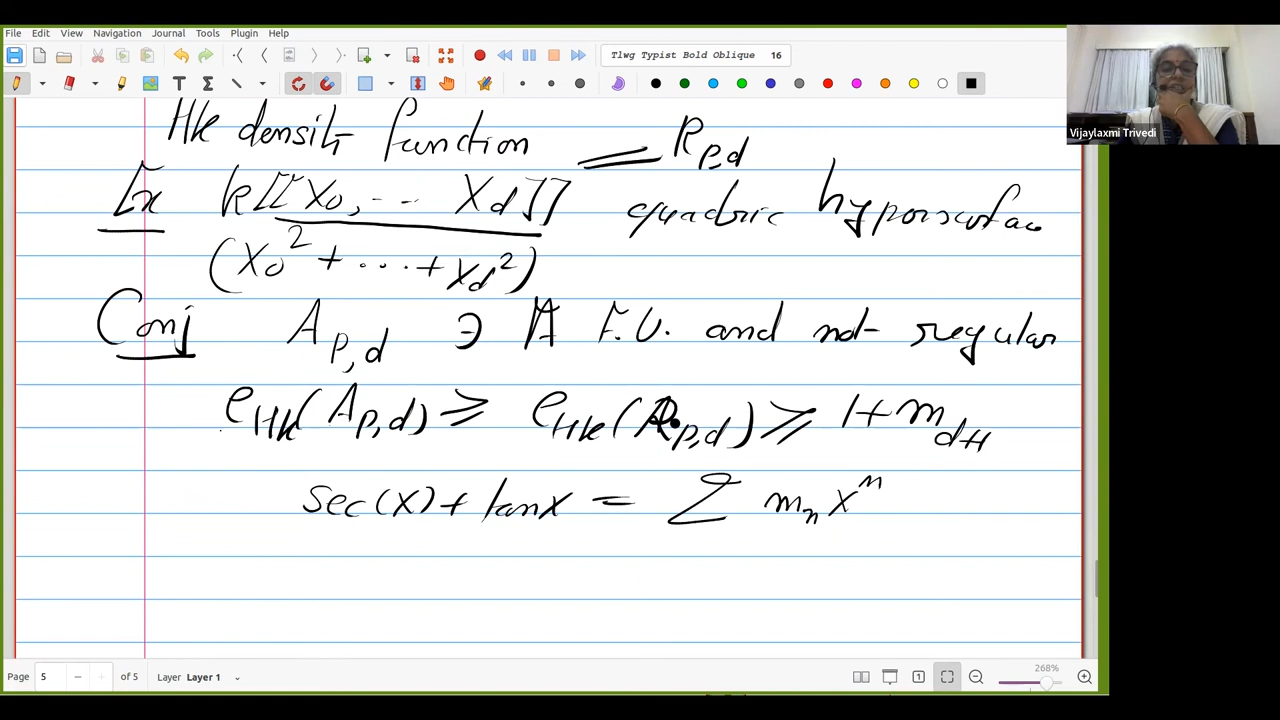 File Edit View Navigation Journal Tools Plugin Help
Tlwg Typist Bold Oblique 16
Vijaylaxmi Trivedi
HK density function = R_{p,d}
Ex k[[X_0, ... X_d]] quadric hypersurface
(X_0^2 + ... + X_d^2)
Conj A_{p,d} ∋ A F.U. and not regular
e_{HK}(A_{p,d}) ≥ e_{HK}(R_{p,d}) ≥ 1 + m_{d+1}
sec(x) + tan x = Σ m_n x^n
Page 5 of 5 Layer Layer 1 268%